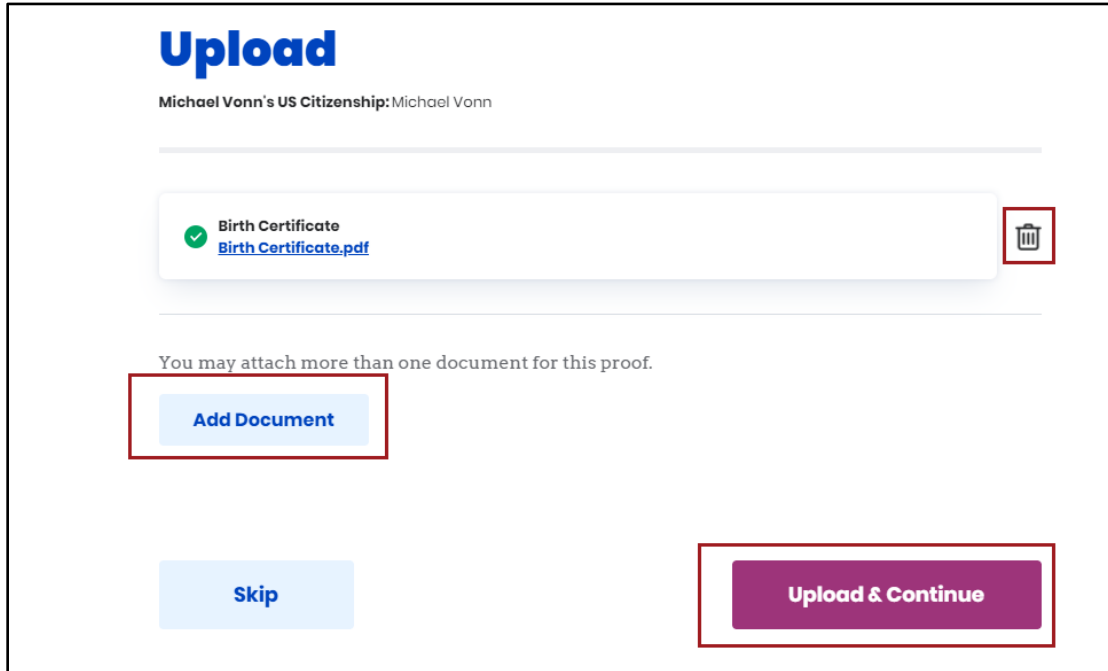 Upload
Michael Vonn's US Citizenship: Michael Vonn
Birth Certificate
Birth Certificate.pdf
You may attach more than one document for this proof.
Add Document
Skip
Upload & Continue